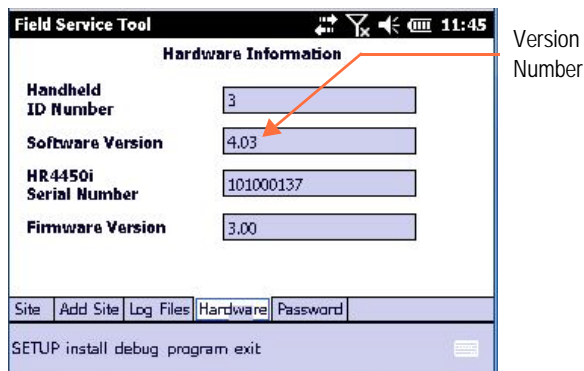 Field Service Tool 11:45
Hardware Information
Version
Number
Handheld
ID Number
3
Software Version
4.03
HR4450i
Serial Number
101000137
Firmware Version
3.00
Site Add Site Log Files Hardware Password
SETUP install debug program exit